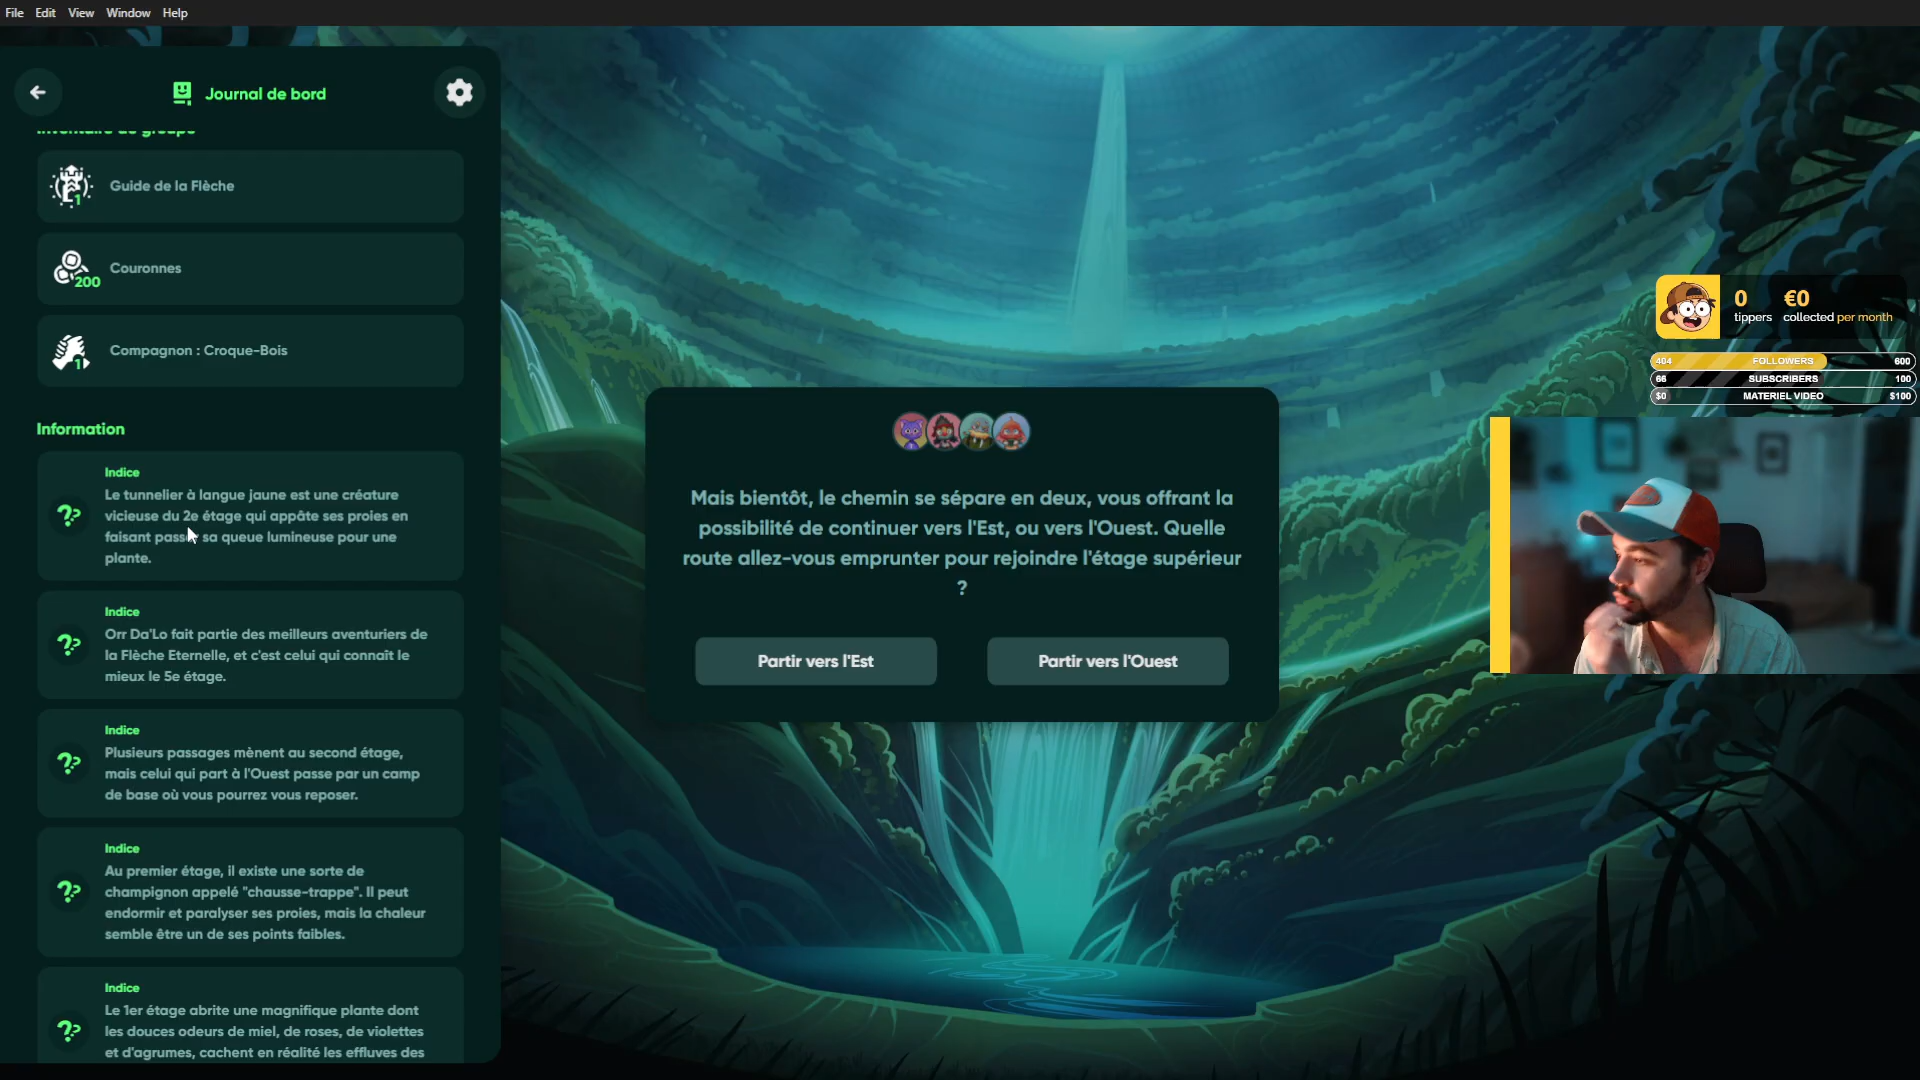 File Edit View Window Help
Journal de bord
Inventaire de groupe
1
Guide de la Flèche
200
Couronnes
1
Compagnon : Croque-Bois
Information
Indice
Le tunnelier à langue jaune est une créature
vicieuse du 2e étage qui appâte ses proies en
faisant passer sa queue lumineuse pour une
plante.
Indice
Orr Da'Lo fait partie des meilleurs aventuriers de
la Flèche Eternelle, et c'est celui qui connaît le
mieux le 5e étage.
Indice
Plusieurs passages mènent au second étage,
mais celui qui part à l'Ouest passe par un camp
de base où vous pourrez vous reposer.
Indice
Au premier étage, il existe une sorte de
champignon appelé "chausse-trappe". Il peut
endormir et paralyser ses proies, mais la chaleur
semble être un de ses points faibles.
Indice
Le 1er étage abrite une magnifique plante dont
les douces odeurs de miel, de roses, de violettes
et d'agrumes, cachent en réalité les effluves des
Mais bientôt, le chemin se sépare en deux, vous offrant la
possibilité de continuer vers l'Est, ou vers l'Ouest. Quelle
route allez-vous emprunter pour rejoindre l'étage supérieur
?
Partir vers l'Est
Partir vers l'Ouest
0 €0
tippers collected per month
404 FOLLOWERS 600
66 SUBSCRIBERS 100
$0 MATERIEL VIDEO $100